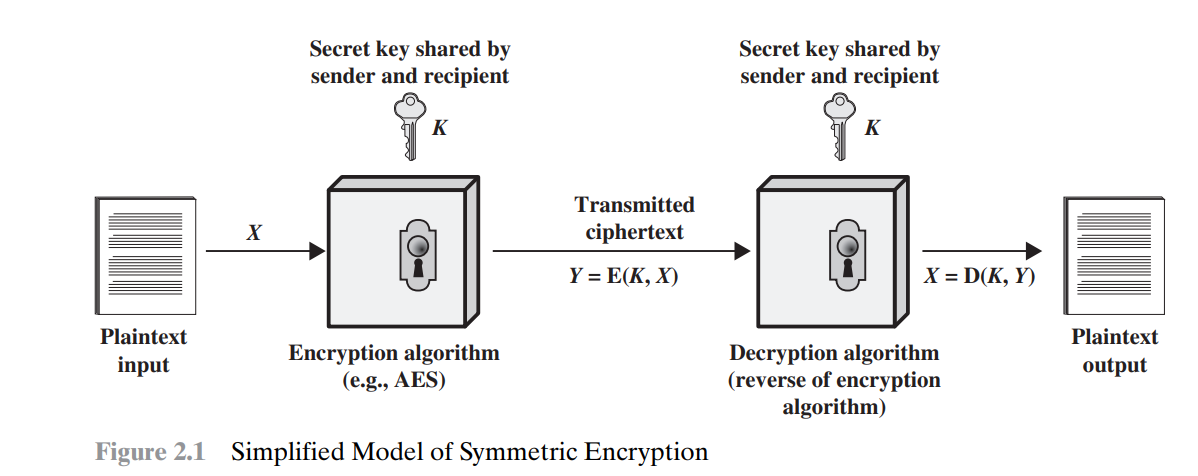 Secret key shared by
sender and recipient
K
Secret key shared by
sender and recipient
K
X
Transmitted
ciphertext
Y = E(K, X)
X = D(K, Y)
Plaintext
input
Encryption algorithm
(e.g., AES)
Decryption algorithm
(reverse of encryption
algorithm)
Plaintext
output
Figure 2.1 Simplified Model of Symmetric Encryption